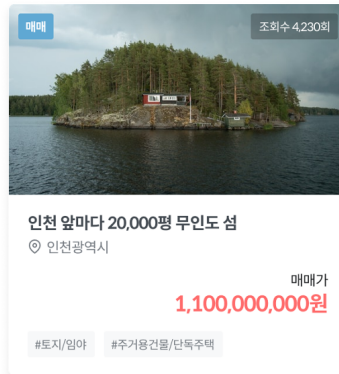 매매
조회수 4,230회
인천 앞마다 20,000평 무인도 섬
인천광역시
매매가
1,100,000,000원
#토지/임야
#주거용건물/단독주택